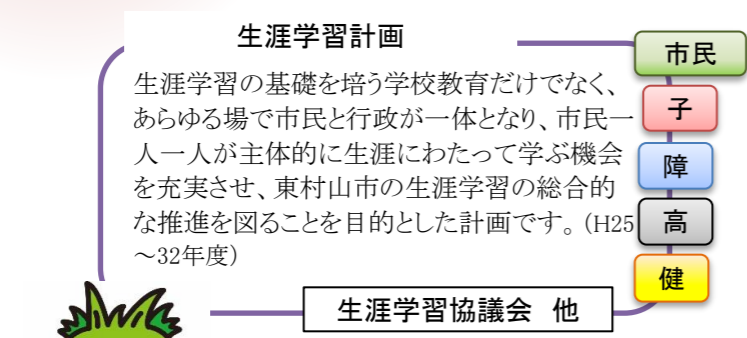 生涯学習計画
市民
生涯学習の基礎を培う学校教育だけでなく、
あらゆる場で市民と行政が一体となり、市民一
人一人が主体的に生涯にわたって学ぶ機会
を充実させ、東村山市の生涯学習の総合的
な推進を図ることを目的とした計画です。(H25
～32年度)
子
障
高
健
生涯学習協議会 他